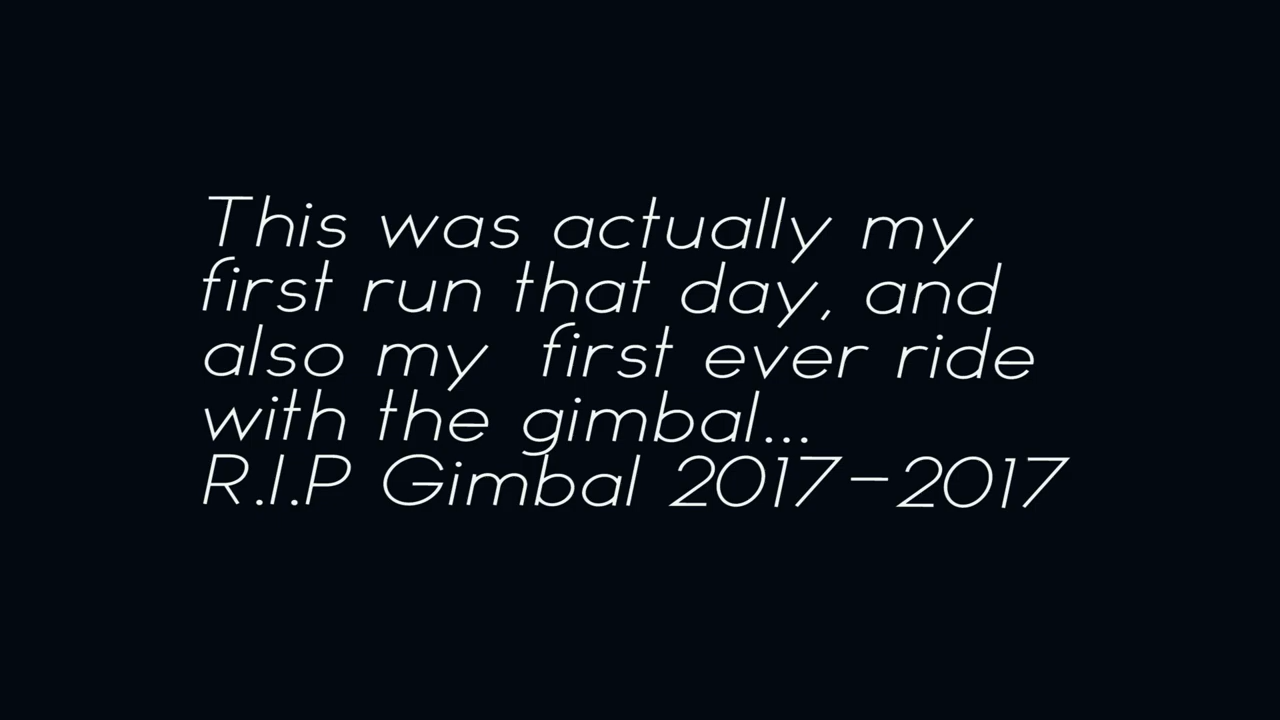 This was actually my
first run that day, and
also my first ever ride
with the gimbal...
R.I.P Gimbal 2017-2017